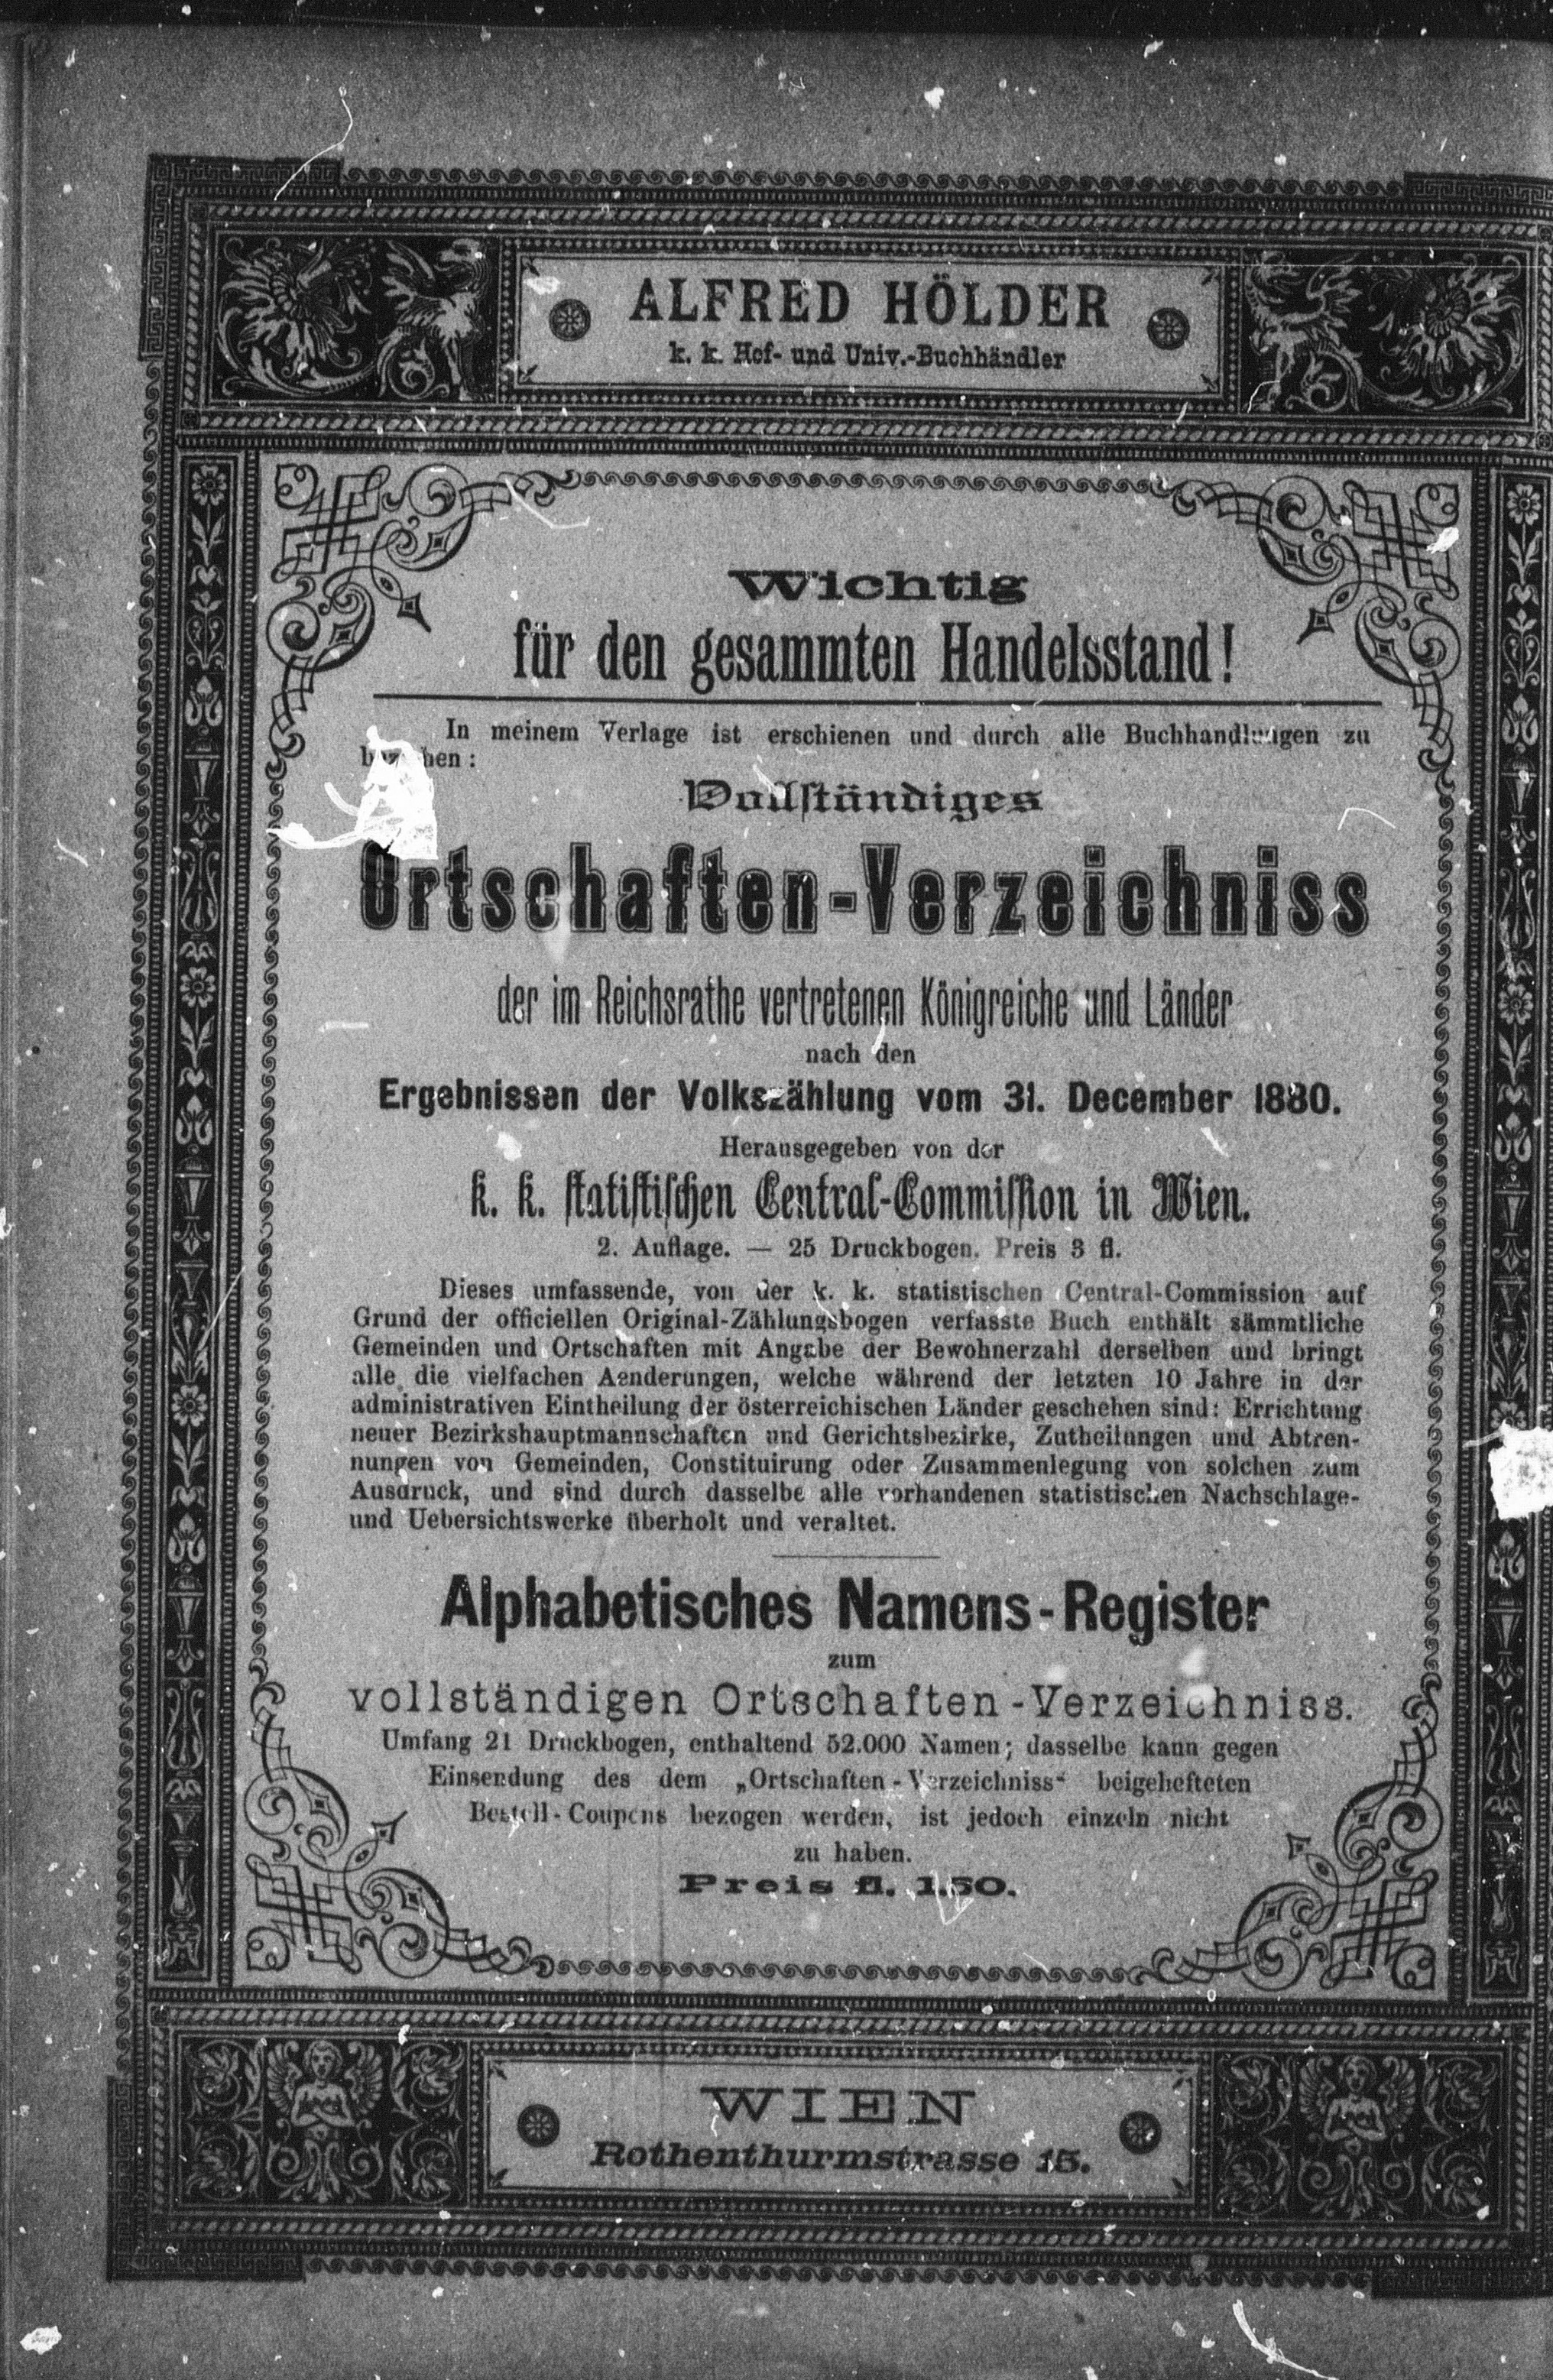 ALFRED HÖLDER
k. k. Hof- und Univ.-Buchhändler
Wichtig
für den gesammten Handelsstand!
In meinem Verlage ist erschienen und durch alle Buchhandlungen zu
beziehen:
Vollständiges
Ortschaften-Verzeichniss
der im Reichsrathe vertretenen Königreiche und Länder
nach den
Ergebnissen der Volkszählung vom 31. December 1880.
Herausgegeben von der
k. k. statistischen Central-Commission in Wien.
2. Auflage. — 25 Druckbogen. Preis 3 fl.
Dieses umfassende, von der k. k. statistischen Central-Commission auf
Grund der officiellen Original-Zählungsbogen verfasste Buch enthält sämmtliche
Gemeinden und Ortschaften mit Angabe der Bewohnerzahl derselben und bringt
alle die vielfachen Aenderungen, welche während der letzten 10 Jahre in der
administrativen Eintheilung der österreichischen Länder geschehen sind: Errichtung
neuer Bezirkshauptmannschaften und Gerichtsbezirke, Zutheilungen und Abtren-
nungen von Gemeinden, Constituirung oder Zusammenlegung von solchen zum
Ausdruck, und sind durch dasselbe alle vorhandenen statistischen Nachschlage-
und Uebersichtswerke überholt und veraltet.
Alphabetisches Namens-Register
zum
vollständigen Ortschaften-Verzeichniss.
Umfang 21 Druckbogen, enthaltend 52.000 Namen; dasselbe kann gegen
Einsendung des dem „Ortschaften-Verzeichniss“ beigehefteten
Bestell-Coupons bezogen werden, ist jedoch einzeln nicht
zu haben.
Preis fl. 1.50.
WIEN
Rothenthurmstrasse 15.